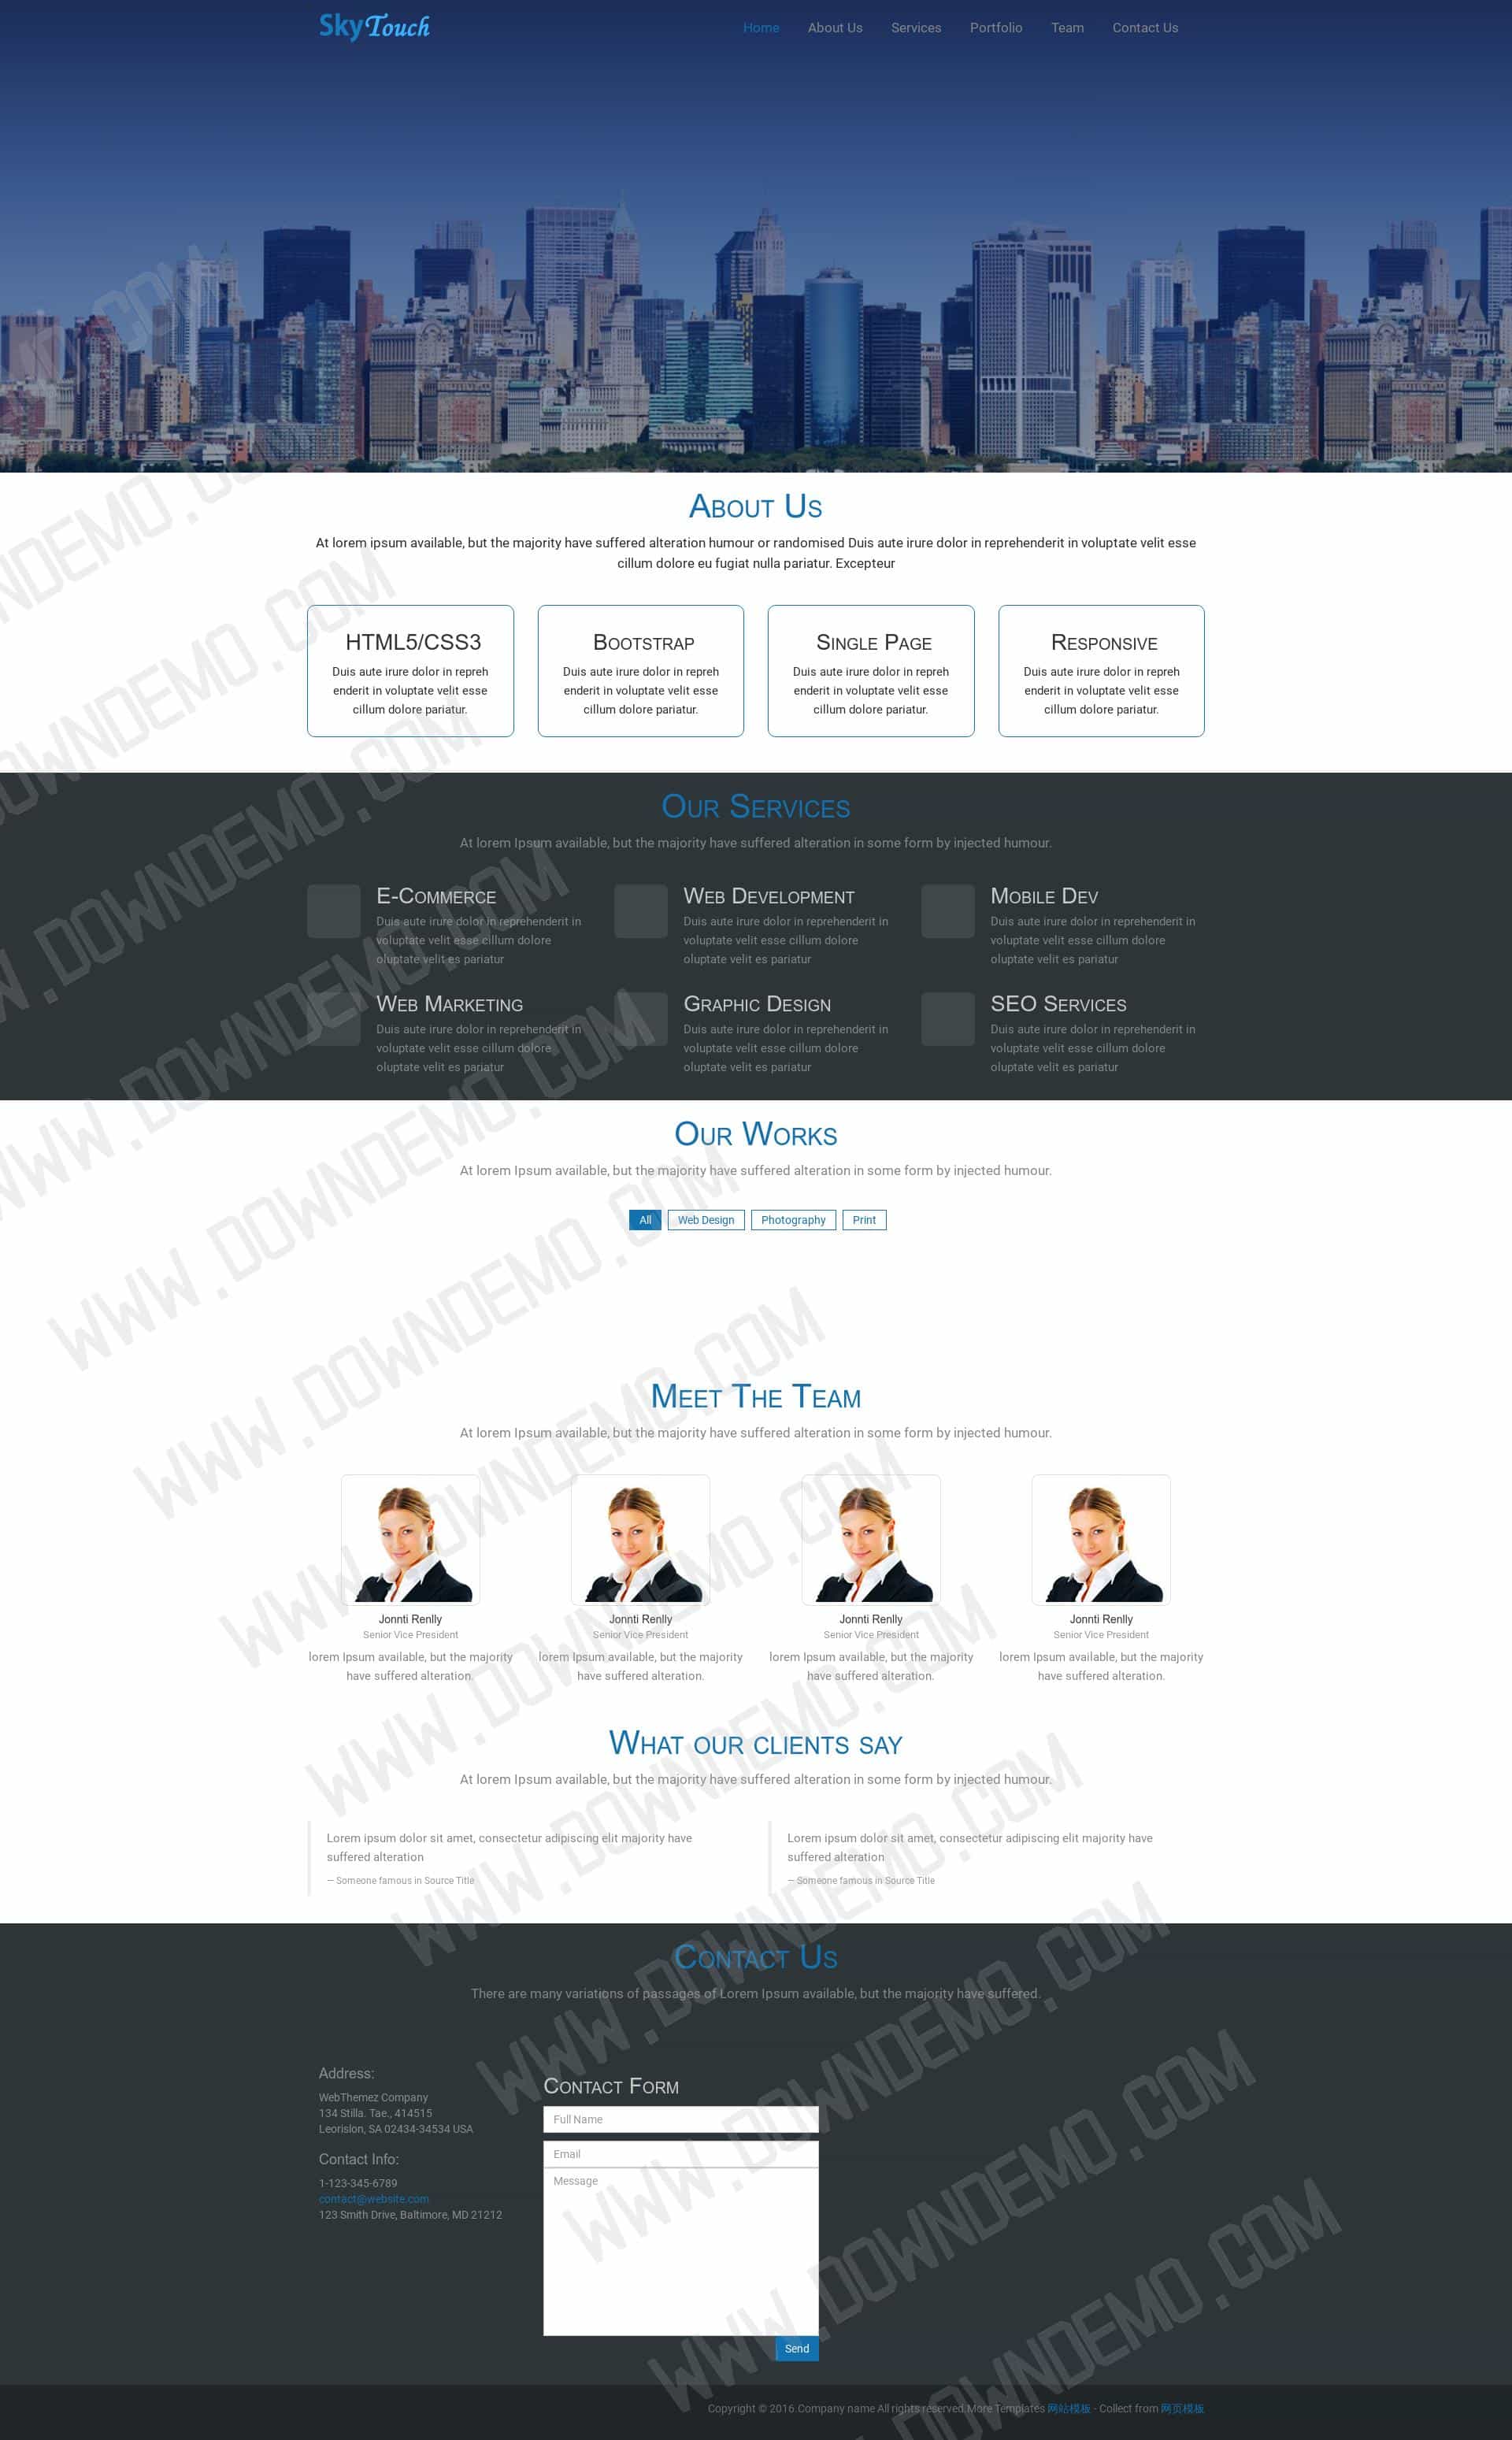 SkyTouch
Home About Us Services Portfolio Team Contact Us
About Us
At lorem ipsum available, but the majority have suffered alteration humour or randomised Duis aute irure dolor in reprehenderit in voluptate velit esse
cillum dolore eu fugiat nulla pariatur. Excepteur
HTML5/CSS3
Duis aute irure dolor in repreh
enderit in voluptate velit esse
cillum dolore pariatur.
Bootstrap
Duis aute irure dolor in repreh
enderit in voluptate velit esse
cillum dolore pariatur.
Single Page
Duis aute irure dolor in repreh
enderit in voluptate velit esse
cillum dolore pariatur.
Responsive
Duis aute irure dolor in repreh
enderit in voluptate velit esse
cillum dolore pariatur.
Our Services
At lorem Ipsum available, but the majority have suffered alteration in some form by injected humour.
E-Commerce
Duis aute irure dolor in reprehenderit in
voluptate velit esse cillum dolore
oluptate velit es pariatur
Web Development
Duis aute irure dolor in reprehenderit in
voluptate velit esse cillum dolore
oluptate velit es pariatur
Mobile Dev
Duis aute irure dolor in reprehenderit in
voluptate velit esse cillum dolore
oluptate velit es pariatur
Web Marketing
Duis aute irure dolor in reprehenderit in
voluptate velit esse cillum dolore
oluptate velit es pariatur
Graphic Design
Duis aute irure dolor in reprehenderit in
voluptate velit esse cillum dolore
oluptate velit es pariatur
SEO Services
Duis aute irure dolor in reprehenderit in
voluptate velit esse cillum dolore
oluptate velit es pariatur
Our Works
At lorem Ipsum available, but the majority have suffered alteration in some form by injected humour.
All Web Design Photography Print
Meet The Team
At lorem Ipsum available, but the majority have suffered alteration in some form by injected humour.
Jonnti Renlly
Senior Vice President
lorem Ipsum available, but the majority
have suffered alteration.
Jonnti Renlly
Senior Vice President
lorem Ipsum available, but the majority
have suffered alteration.
Jonnti Renlly
Senior Vice President
lorem Ipsum available, but the majority
have suffered alteration.
Jonnti Renlly
Senior Vice President
lorem Ipsum available, but the majority
have suffered alteration.
What our clients say
At lorem Ipsum available, but the majority have suffered alteration in some form by injected humour.
Lorem ipsum dolor sit amet, consectetur adipiscing elit majority have
suffered alteration
— Someone famous in Source Title
Lorem ipsum dolor sit amet, consectetur adipiscing elit majority have
suffered alteration
— Someone famous in Source Title
Contact Us
There are many variations of passages of Lorem Ipsum available, but the majority have suffered.
Address:
WebThemez Company
134 Stilla. Tae., 414515
Leorislon, SA 02434-34534 USA
Contact Info:
1-123-345-6789
contact@website.com
123 Smith Drive, Baltimore, MD 21212
Contact Form
Full Name
Email
Message
Send
Copyright © 2016.Company name All rights reserved.More Templates 网站模板 - Collect from 网页模板
WWW.DOWNDEMO.COM